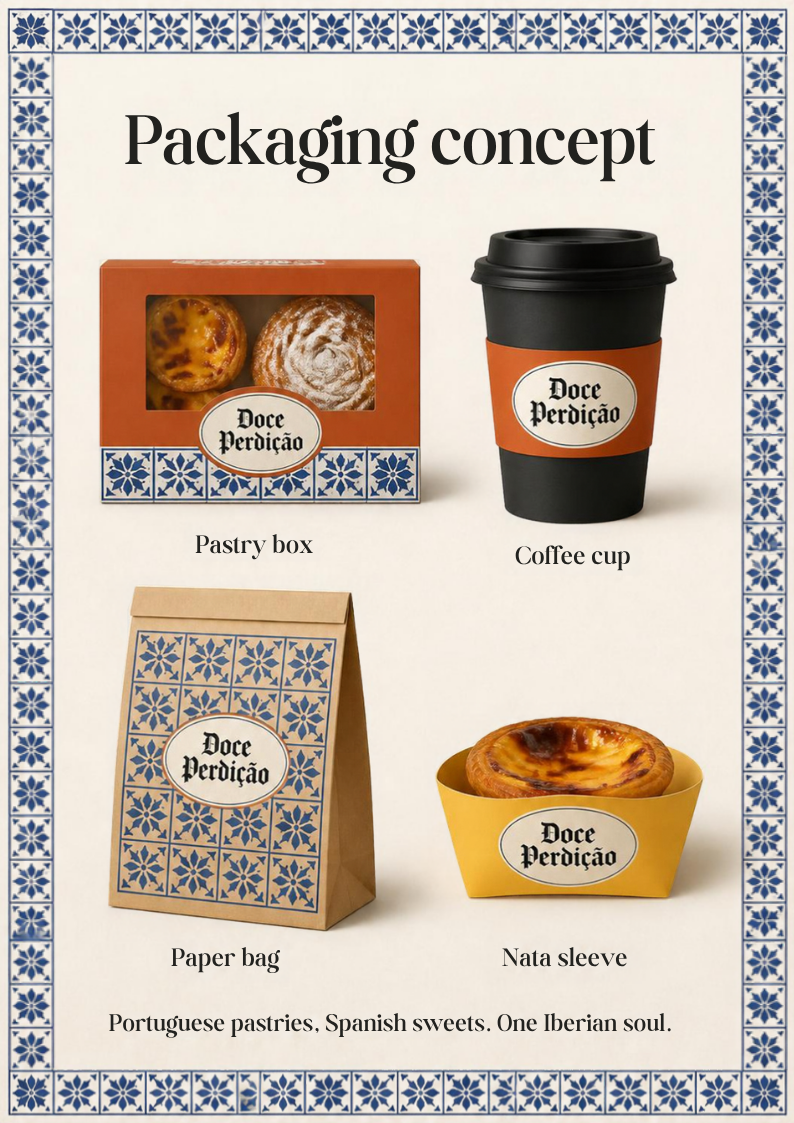 Packaging concept
Doce
Perdição
Doce
Perdição
Pastry box
Coffee cup
Doce
Perdição
Doce
Perdição
Paper bag
Nata sleeve
Portuguese pastries, Spanish sweets. One Iberian soul.